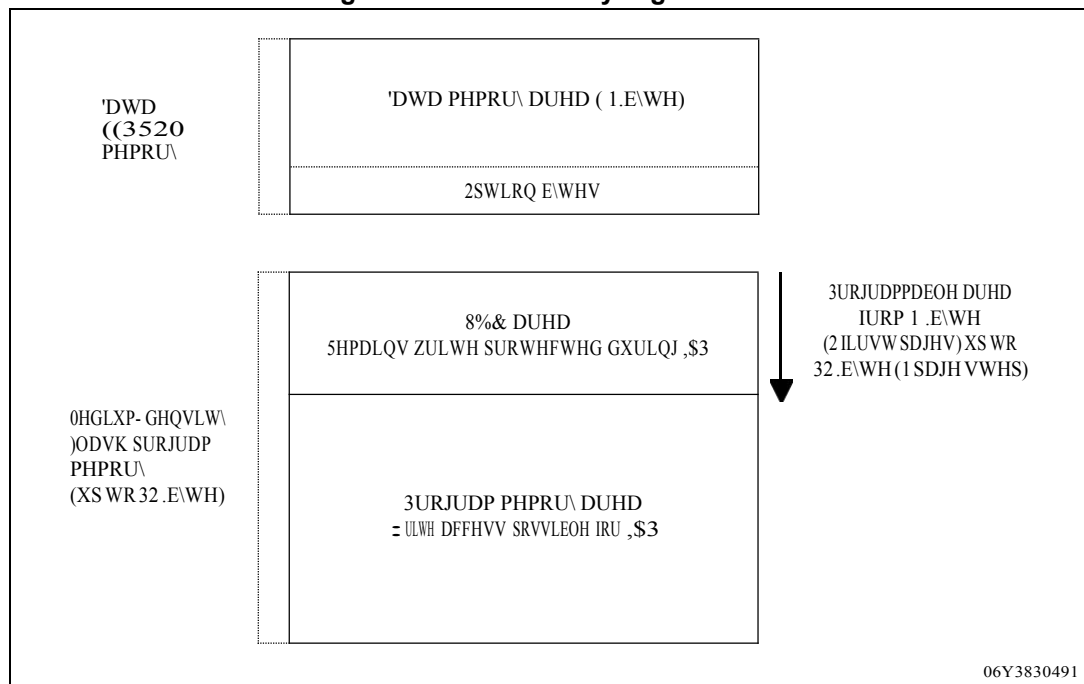 'DWD
((3520
PHPRU\
'DWD PHPRU\ DUHD ( 1.E\WH)
2SWLRQ E\WHV
8%& DUHD
5HPDLQV ZULWH SURWHFWHG GXULQJ ,$3
3URJUDPPDEOH DUHD
IURP 1 .E\WH
(2 ILUVW SDJHV) XS WR
32 .E\WH (1 SDJH VWHS)
0HGLXP- GHQVLW\
)ODVK SURJUDP
PHPRU\
(XS WR 32 .E\WH)
3URJUDP PHPRU\ DUHD
= ULWH DFFHVV SRVVLEOH IRU ,$3
06Y3830491